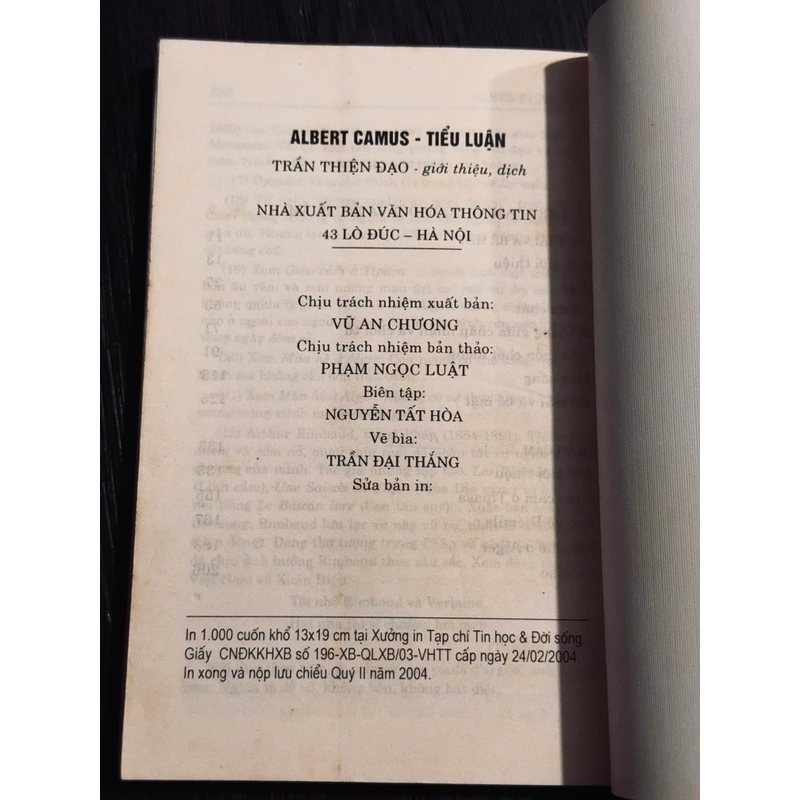 ALBERT CAMUS - TIỂU LUẬN
TRẦN THIỆN ĐẠO - giới thiệu, dịch
NHÀ XUẤT BẢN VĂN HÓA THÔNG TIN
43 LÒ ĐÚC – HÀ NỘI
Chịu trách nhiệm xuất bản:
VŨ AN CHƯƠNG
Chịu trách nhiệm bản thảo:
PHẠM NGỌC LUẬT
Biên tập:
NGUYỄN TẤT HÒA
Vẽ bìa:
TRẦN ĐẠI THẮNG
Sửa bản in:
In 1.000 cuốn khổ 13x19 cm tại Xưởng in Tạp chí Tin học & Đời sống.
Giấy CNĐKKHXB số 196-XB-QLXB/03-VHTT cấp ngày 24/02/2004.
In xong và nộp lưu chiểu Quý II năm 2004.